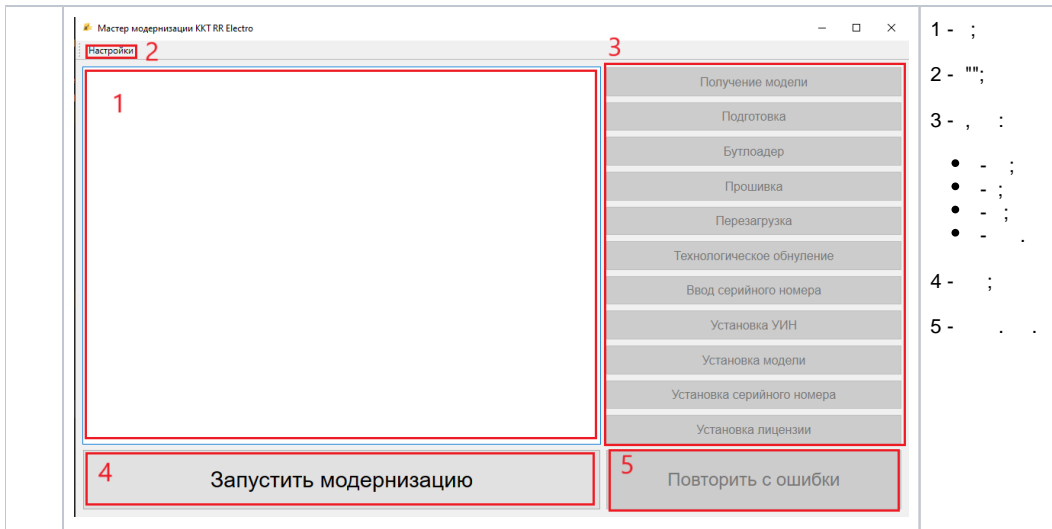 Мастер модернизации ККТ RR Electro
Настройки
2
3
1
Получение модели
Подготовка
Бутлоадер
Прошивка
Перезагрузка
Технологическое обнуление
Ввод серийного номера
Установка УИН
Установка модели
Установка серийного номера
Установка лицензии
4
Запустить модернизацию
5
Повторить с ошибки
1 - ;
2 - "";
3 - , :
• - ;
• - ;
• - ;
• - .
4 - ;
5 - . .